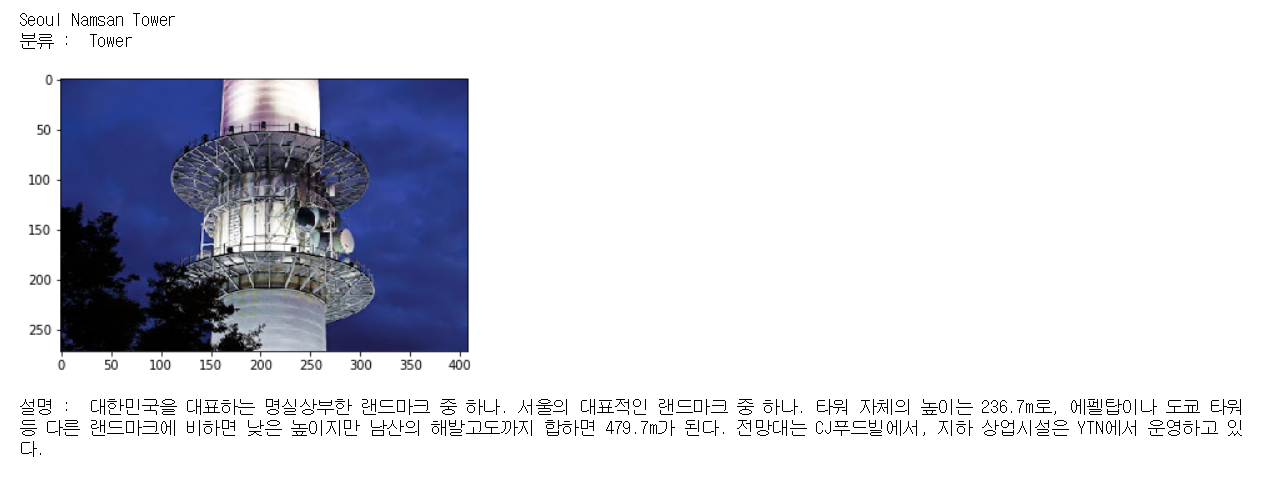 Seoul Namsan Tower
분류 :  Tower
0
50
100
150
200
250
0 50 100 150 200 250 300 350 400
설명 :  대한민국을 대표하는 명실상부한 랜드마크 중 하나. 서울의 대표적인 랜드마크 중 하나. 타워 자체의 높이는 236.7m로, 에펠탑이나 도쿄 타워
등 다른 랜드마크에 비하면 낮은 높이지만 남산의 해발고도까지 합하면 479.7m가 된다. 전망대는 CJ푸드빌에서, 지하 상업시설은 YTN에서 운영하고 있
다.